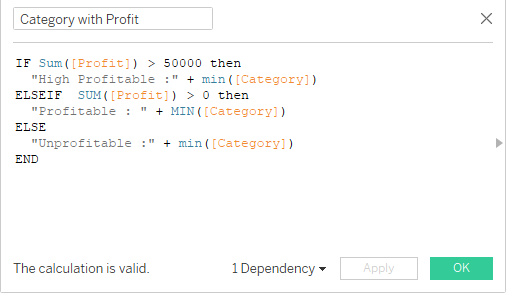 Category with Profit
IF Sum([Profit]) > 50000 then
"High Profitable :" + min([Category])
ELSEIF  SUM([Profit]) > 0 then
"Profitable : " + MIN([Category])
ELSE
"Unprofitable :" + min([Category])
END
The calculation is valid. 1 Dependency Apply OK